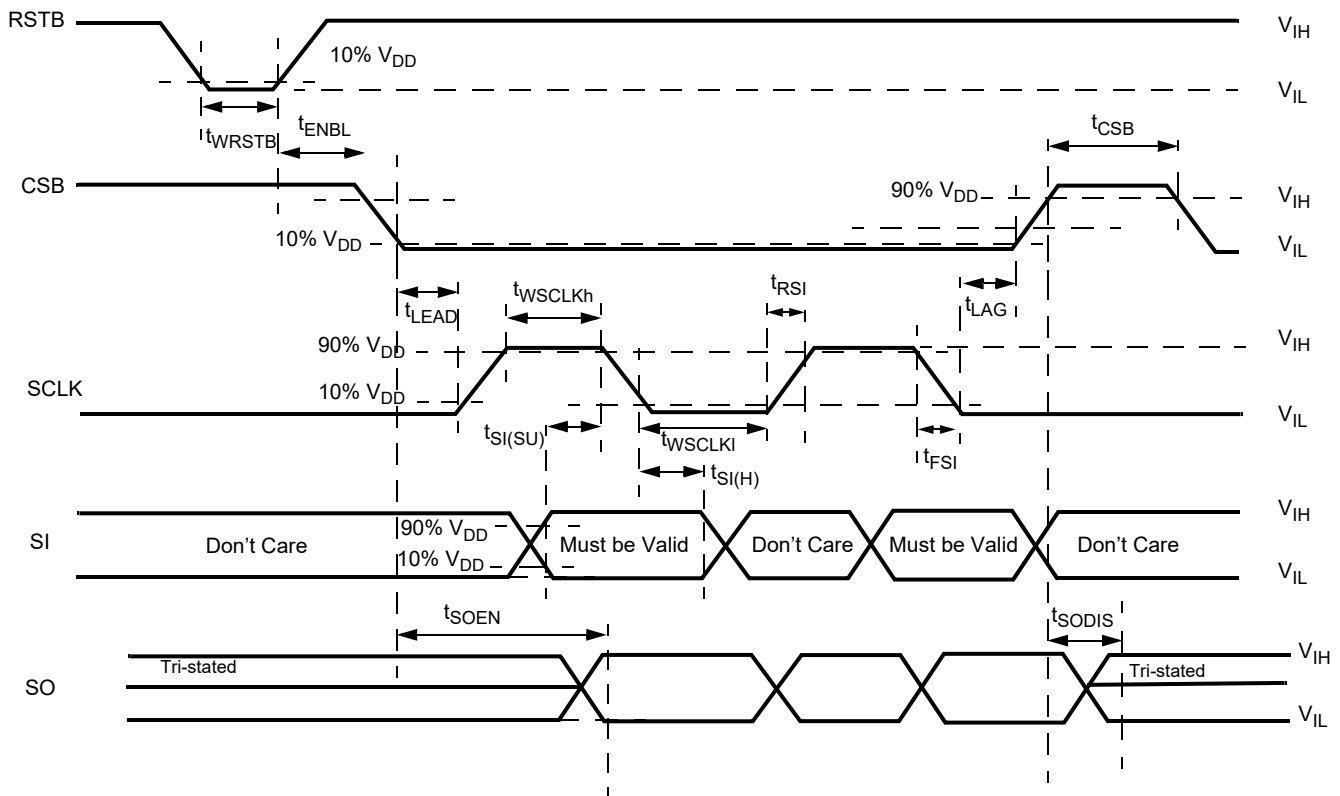 RSTB
V_IH
10% V_DD
V_IL
t_WRSTB
t_ENBL
t_CSB
CSB
90% V_DD
V_IH
10% V_DD
V_IL
t_LEAD
t_WSCLKh
t_RSI
t_LAG
90% V_DD
V_IH
SCLK
10% V_DD
V_IL
t_SI(SU)
t_WSCLKl
t_FSI
t_SI(H)
SI
90% V_DD
V_IH
Don't Care
Must be Valid
Don't Care
Must be Valid
Don't Care
10% V_DD
V_IL
t_SOEN
t_SODIS
SO
Tri-stated
Tri-stated
V_IH
V_IL